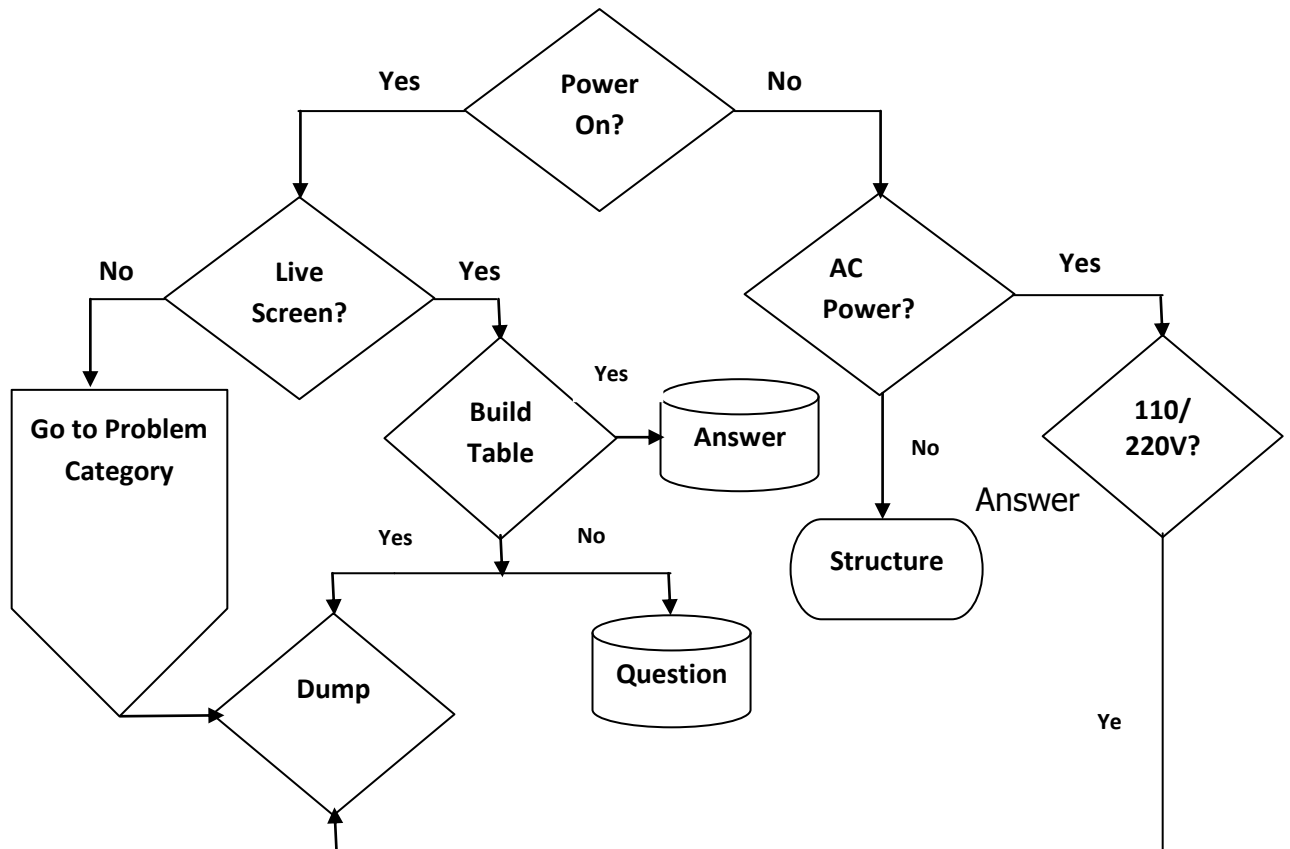 Yes
Power
On?
No
No
Live
Screen?
Yes
AC
Power?
Yes
Go to Problem
Category
Build
Table
Yes
Answer
No
110/
220V?
Answer
Yes
No
Structure
Dump
Question
Ye